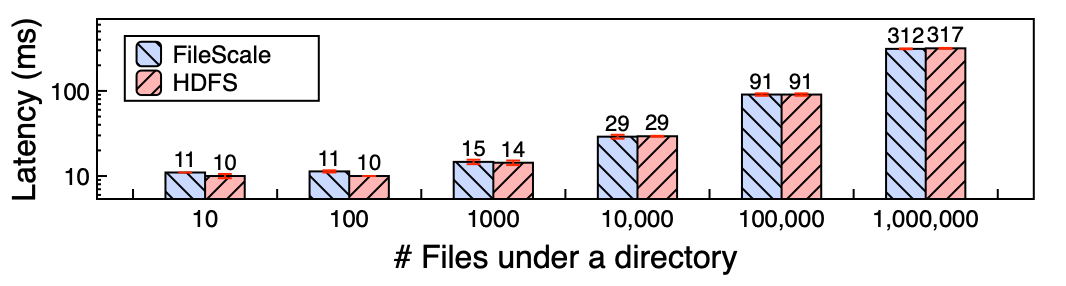 Latency (ms)
100
10
FileScale
HDFS
11 10
11 10
15 14
29 29
91 91
312 317
10 100 1000 10,000 100,000 1,000,000
# Files under a directory